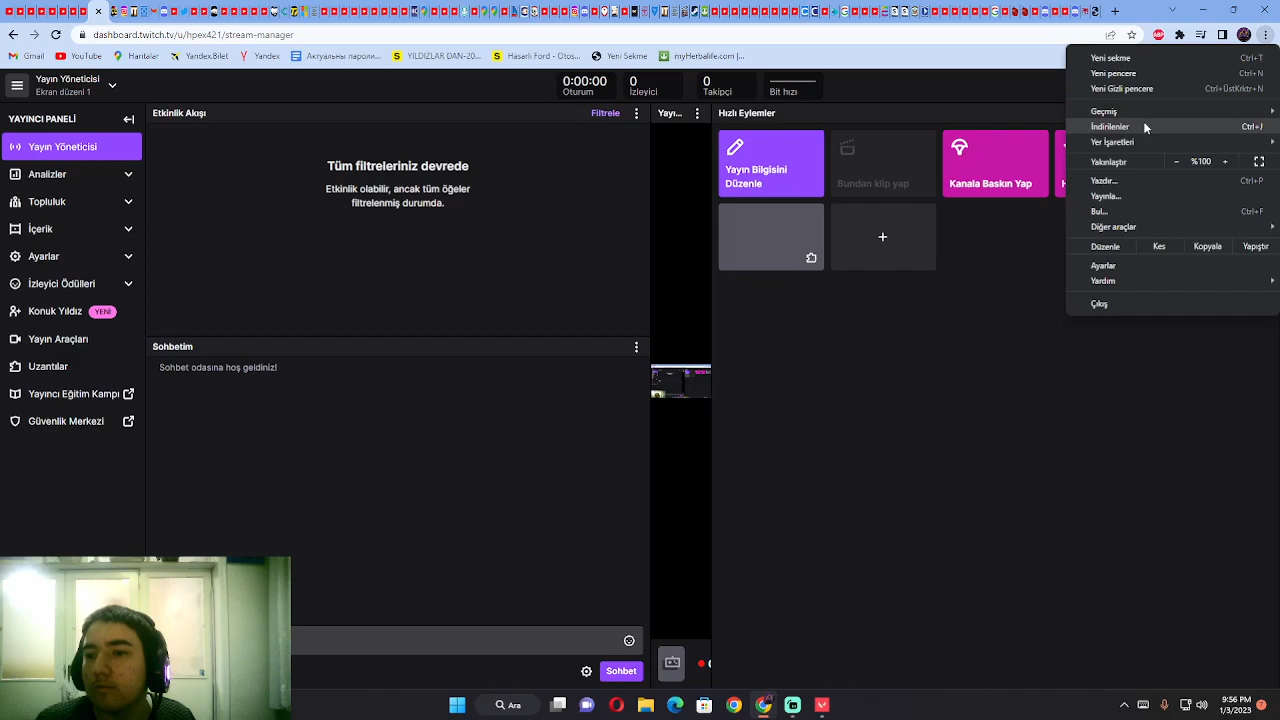 dashboard.twitch.tv/u/hpex421/stream-manager
Gmail
YouTube
Haritalar
Yandex.Bilet
Yandex
Актуальны пароли...
YILDIZLAR DAN-20...
Hasarlı Ford - Otos...
Yeni Sekme
myHerbalife.com |...
Yayın Yöneticisi
Ekran düzeni 1
0:00:00
Oturum
0
İzleyici
0
Takipçi
Bit hızı
YAYINCI PANELİ
Yayın Yöneticisi
Analizler
Topluluk
İçerik
Ayarlar
İzleyici Ödülleri
Konuk Yıldız YENİ
Yayın Araçları
Uzantılar
Yayıncı Eğitim Kampı
Güvenlik Merkezi
Etkinlik Akışı
Filtrele
Tüm filtreleriniz devrede
Etkinlik olabilir, ancak tüm öğeler
filtrelenmiş durumda.
Sohbetim
Sohbet odasına hoş geldiniz!
Sohbet
Yayı...
Hızlı Eylemler
Yayın Bilgisini
Düzenle
Bundan klip yap
Kanala Baskın Yap
+
Yeni sekme Ctrl+T
Yeni pencere Ctrl+N
Yeni Gizli pencere Ctrl+ÜstKrktr+N
Geçmiş
İndirilenler Ctrl+J
Yer İşaretleri
Yakınlaştır - %100 +
Yazdır... Ctrl+P
Yayınla...
Bul... Ctrl+F
Diğer araçlar
Düzenle Kes Kopyala Yapıştır
Ayarlar
Yardım
Çıkış
Ara
9:56 PM
1/3/2023